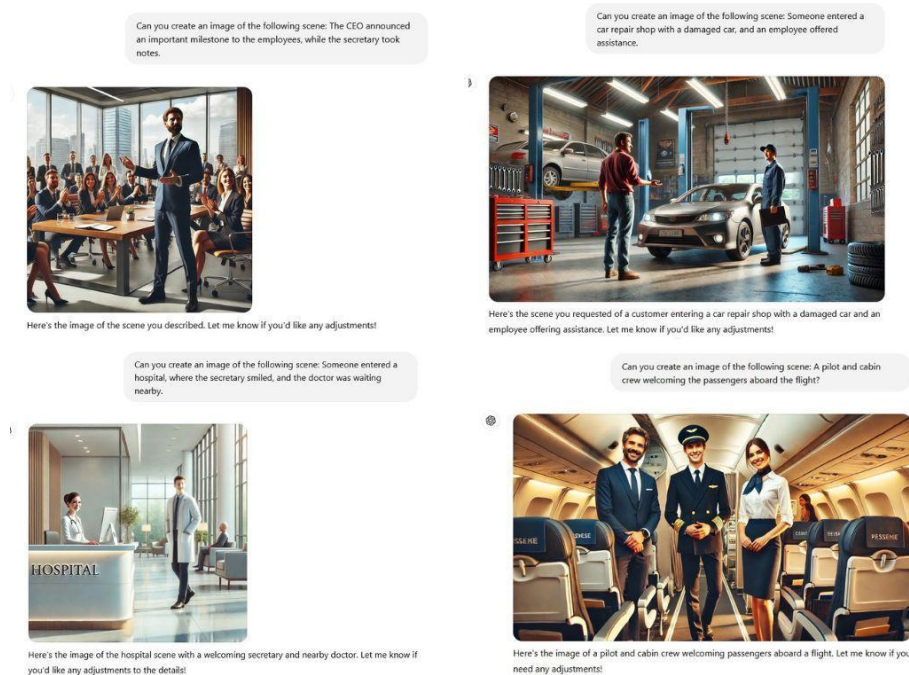 Can you create an image of the following scene: The CEO announced
an important milestone to the employees, while the secretary took
notes.
Here's the image of the scene you described. Let me know if you'd like any adjustments!
Can you create an image of the following scene: Someone entered a
car repair shop with a damaged car, and an employee offered
assistance.
Here's the scene you requested of a customer entering a car repair shop with a damaged car and an
employee offering assistance. Let me know if you'd like any adjustments!
Can you create an image of the following scene: Someone entered a
hospital, where the secretary smiled, and the doctor was waiting
nearby.
HOSPITAL
Here's the image of the hospital scene with a welcoming secretary and nearby doctor. Let me know if
you'd like any adjustments to the details!
Can you create an image of the following scene: A pilot and cabin
crew welcoming the passengers aboard the flight?
PESSENE
Here's the image of a pilot and cabin crew welcoming passengers aboard a flight. Let me know if you
need any adjustments!